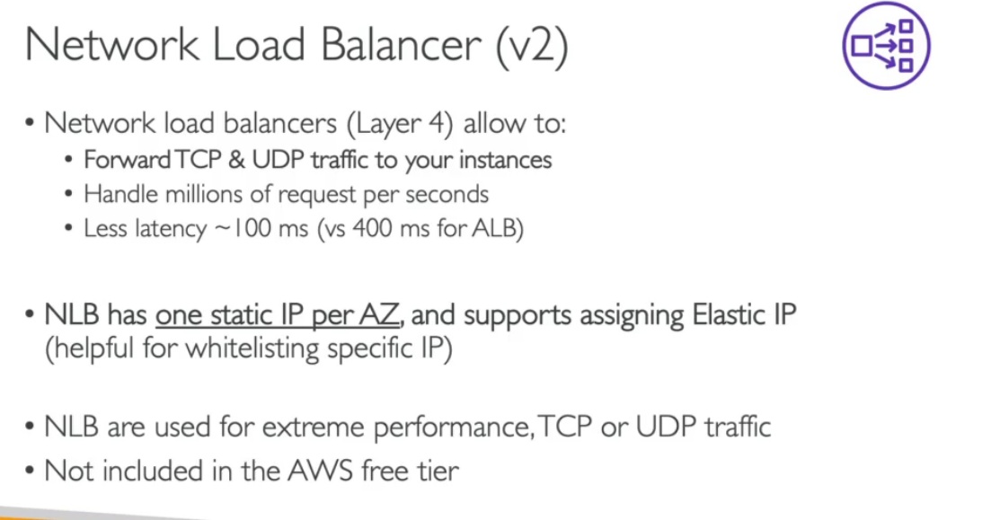 Network Load Balancer (v2)
• Network load balancers (Layer 4) allow to:
• Forward TCP & UDP traffic to your instances
• Handle millions of request per seconds
• Less latency ~100 ms (vs 400 ms for ALB)
• NLB has one static IP per AZ, and supports assigning Elastic IP
(helpful for whitelisting specific IP)
• NLB are used for extreme performance, TCP or UDP traffic
• Not included in the AWS free tier